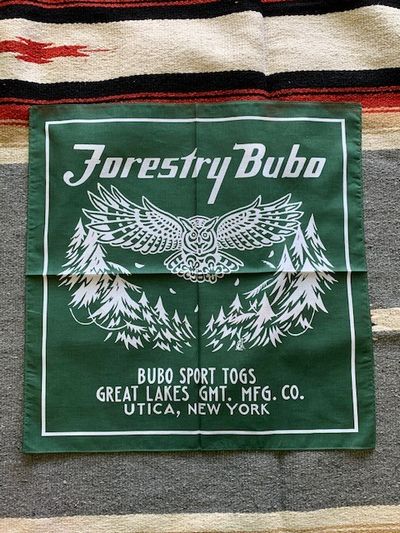 Forestry Bubo
BUBO SPORT TOGS
GREAT LAKES GMT. MFG. CO.
UTICA, NEW YORK